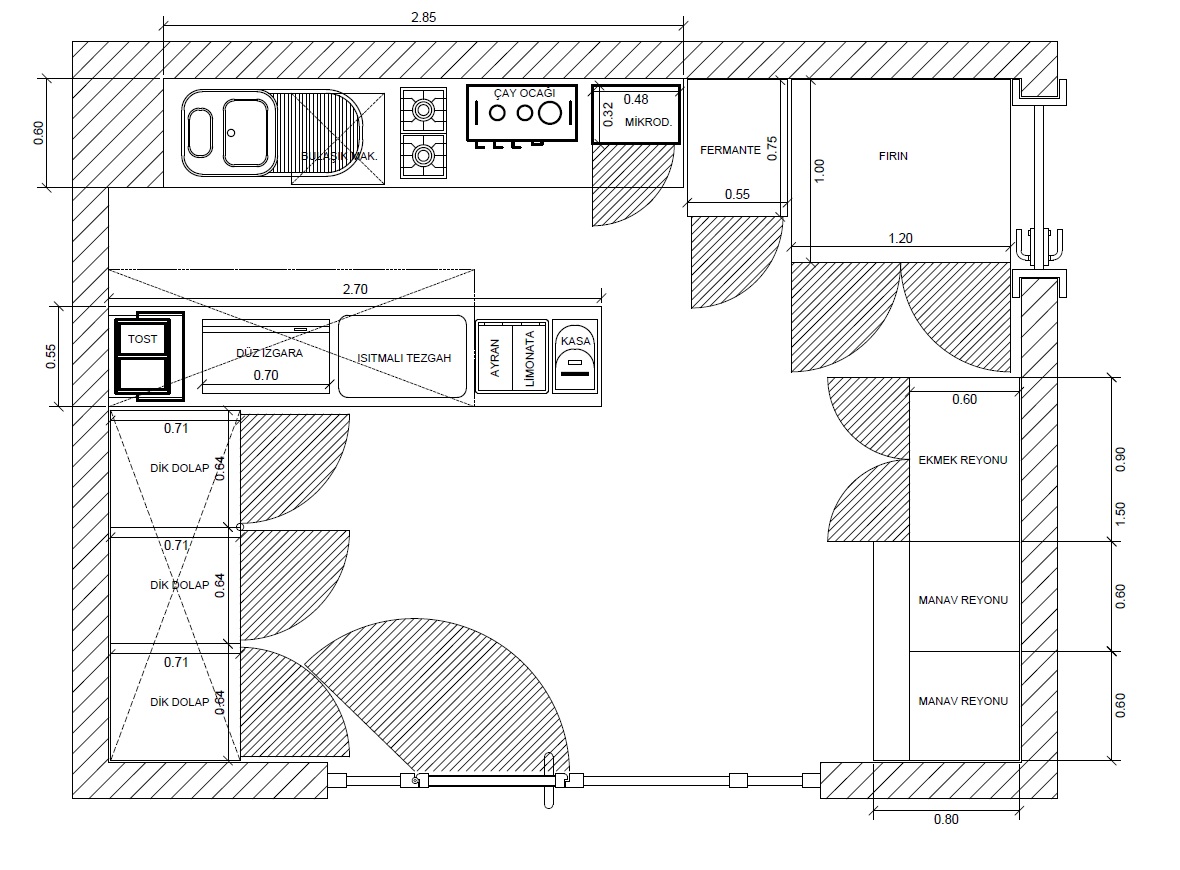 2.85
0.60
ÇAY OCAĞI
0.48
0.32
MİKROD.
BULAŞIK MAK.
FERMANTE
0.75
0.55
FIRIN
1.00
1.20
2.70
0.55
TOST
DÜZ IZGARA
0.70
ISITMALI TEZGAH
AYRAN
LİMONATA
KASA
0.71
DİK DOLAP
0.64
0.71
DİK DOLAP
0.64
0.71
DİK DOLAP
0.64
0.60
EKMEK REYONU
0.90
1.50
MANAV REYONU
0.60
MANAV REYONU
0.60
0.80